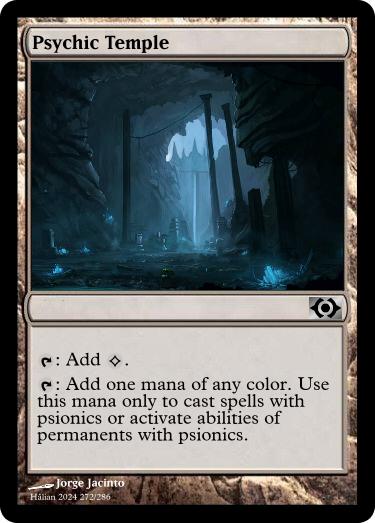 Psychic Temple
: Add .
: Add one mana of any color. Use
this mana only to cast spells with
psionics or activate abilities of
permanents with psionics.
Jorge Jacinto
Hálian 2024 272/286